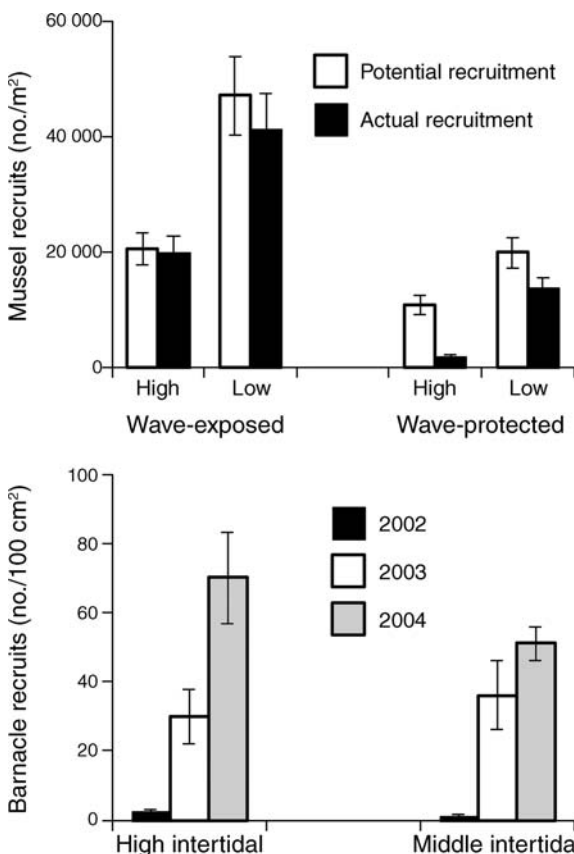 Mussel recruits (no./m²)
60 000
40 000
20 000
0
Potential recruitment
Actual recruitment
High
Low
High
Low
Wave-exposed
Wave-protected
Barnacle recruits (no./100 cm²)
100
80
60
40
20
0
2002
2003
2004
High intertidal
Middle intertidal